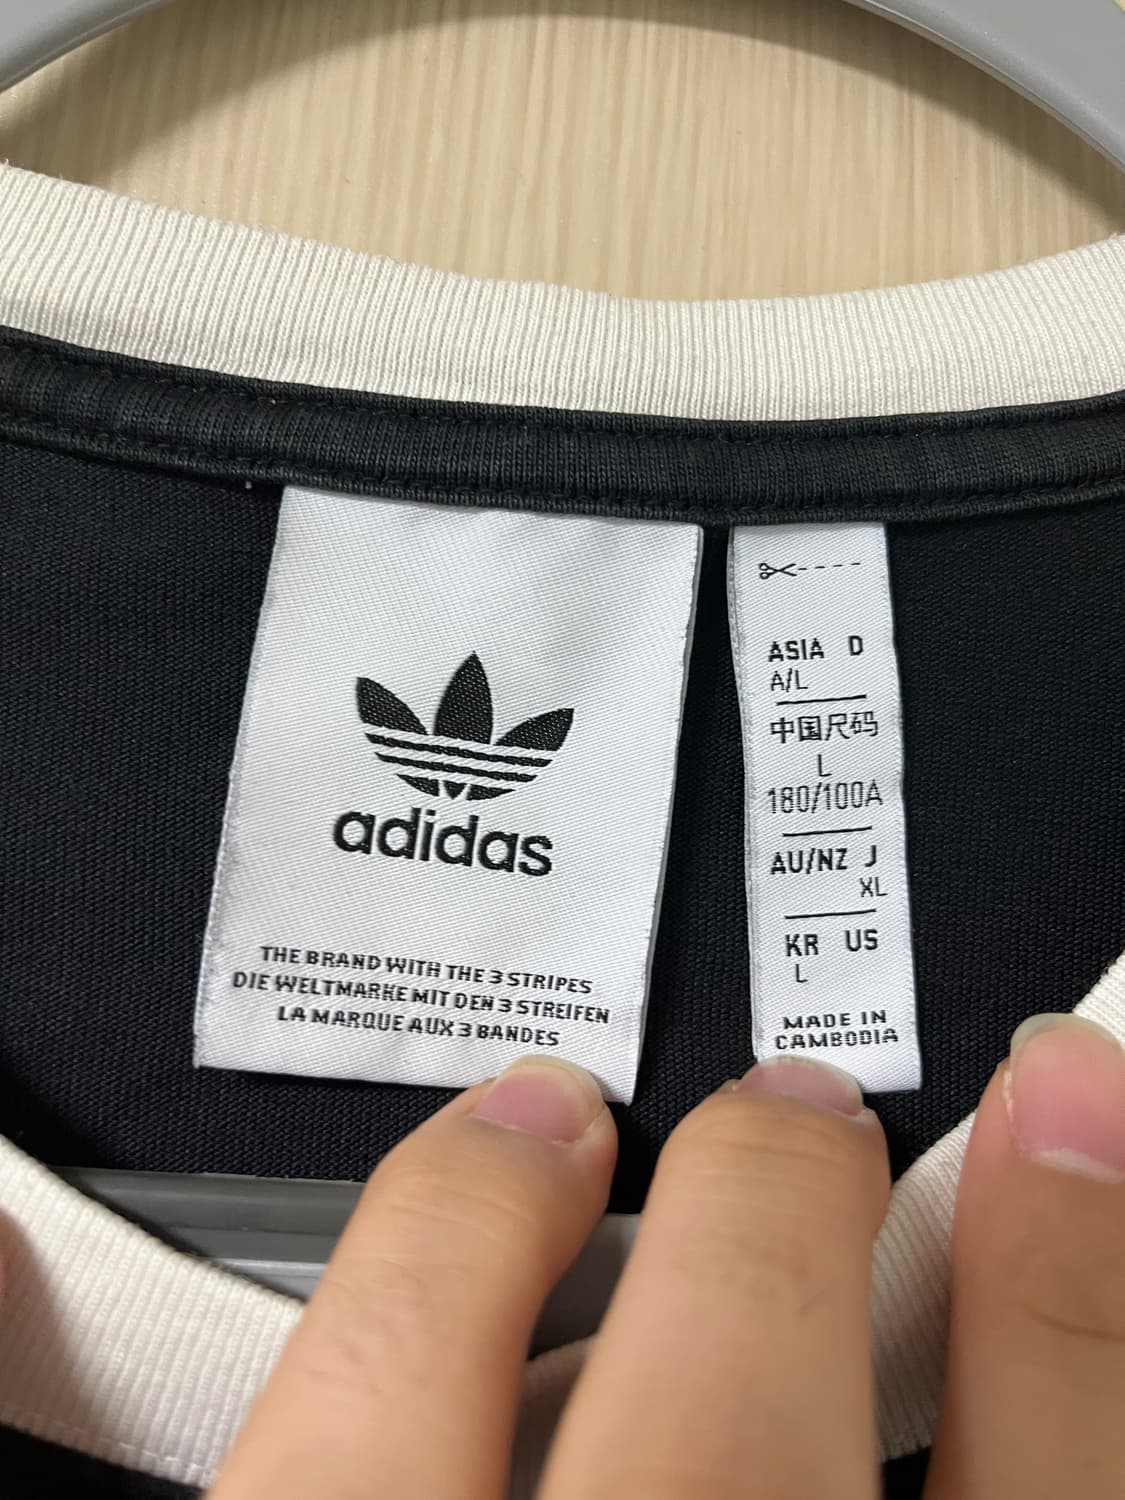 adidas
THE BRAND WITH THE 3 STRIPES
DIE WELTMARKE MIT DEN 3 STREIFEN
LA MARQUE AUX 3 BANDES
ASIA D
A/L
中国尺码
L
180/100A
AU/NZ J
XL
KR US
L
MADE IN
CAMBODIA